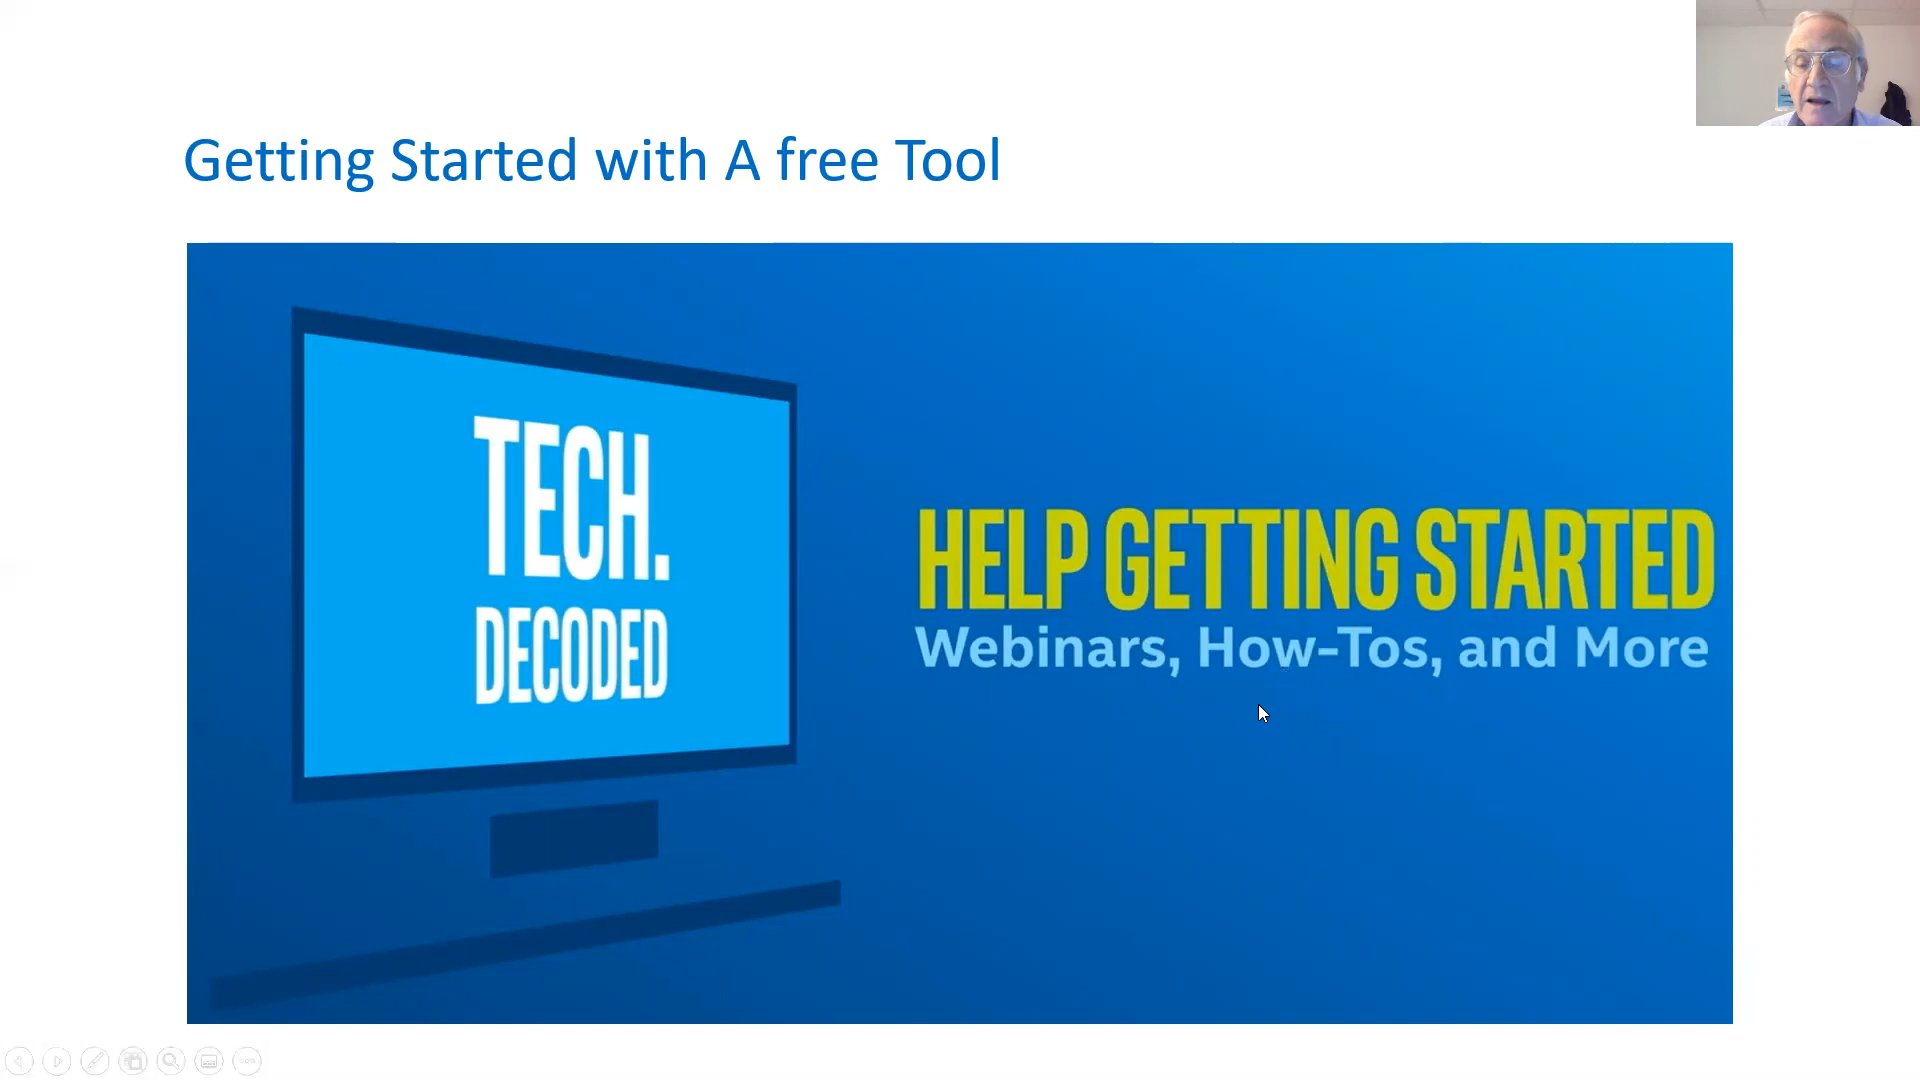 Getting Started with A free Tool
TECH.
DECODED
HELP GETTING STARTED
Webinars, How-Tos, and More